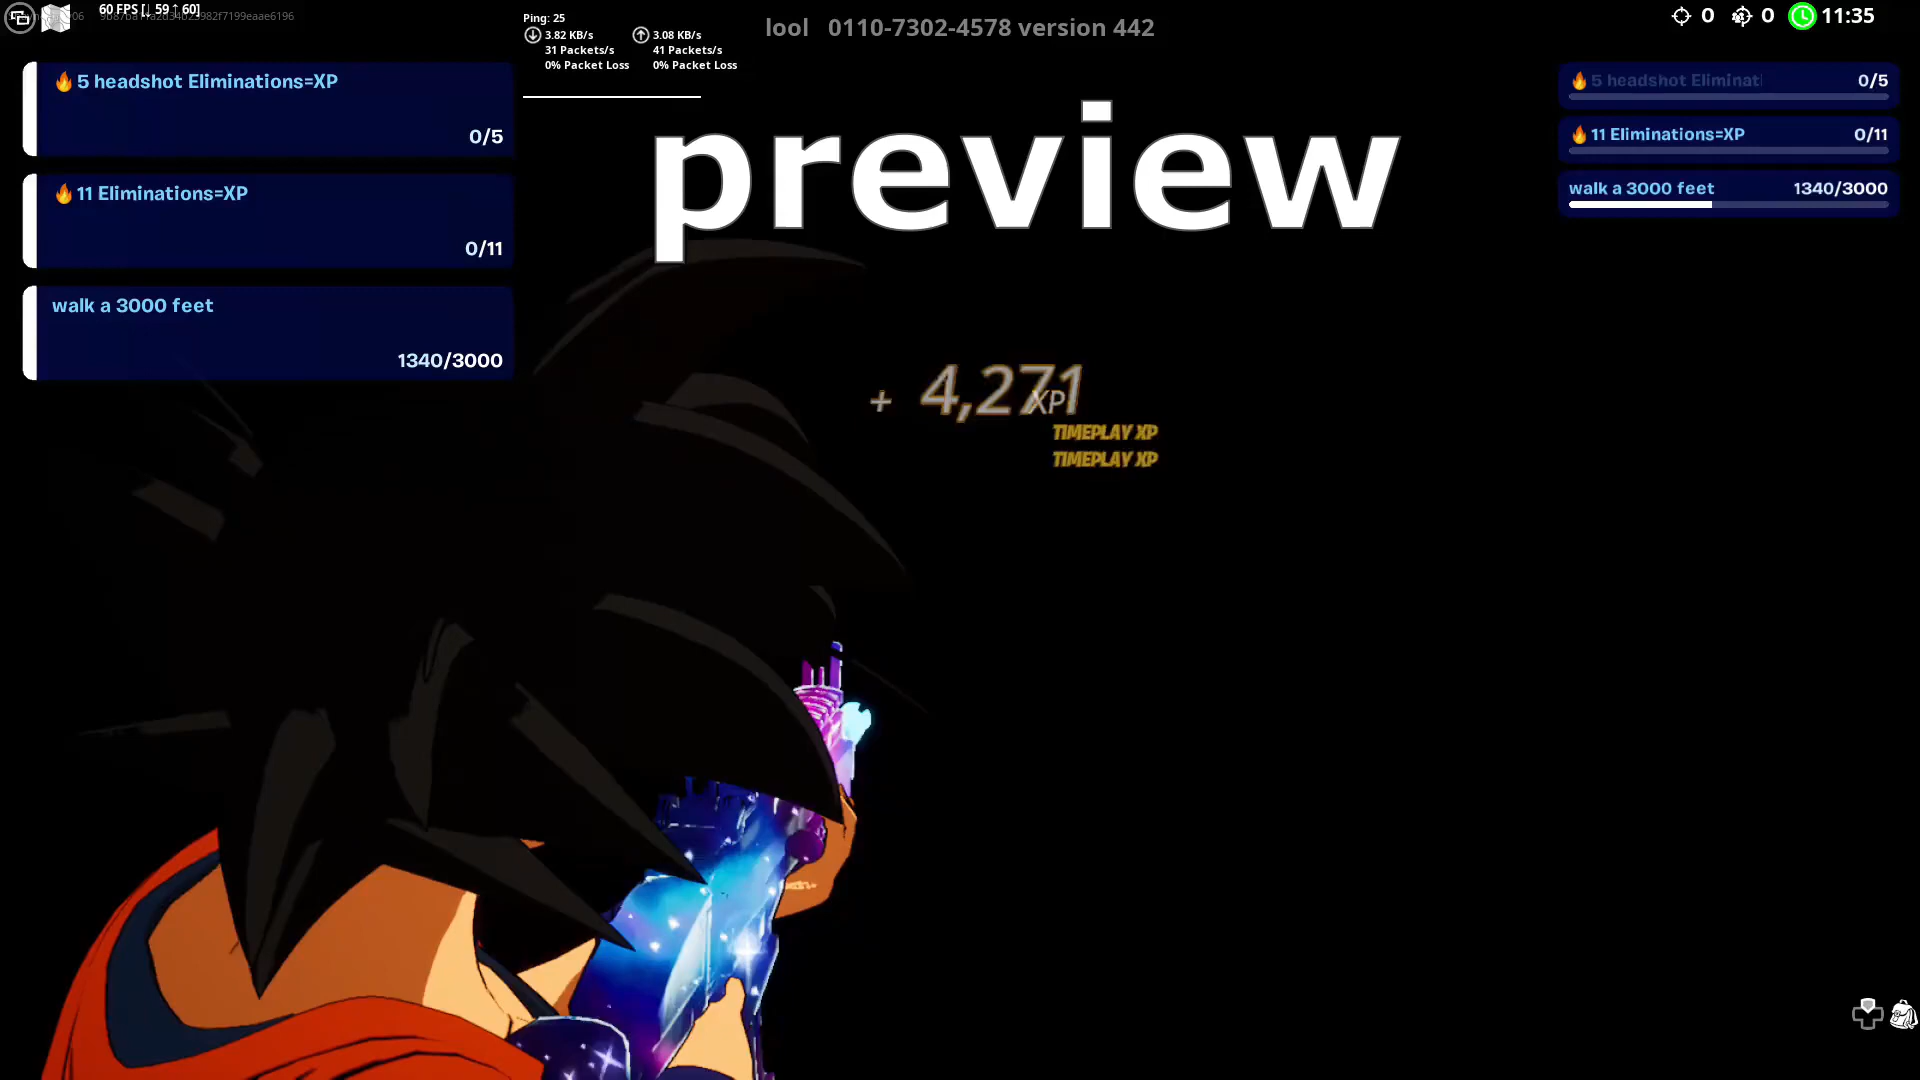 60 FPS [↓ 59 ↑ 60]
Ping: 25
3.82 KB/s
3.08 KB/s
31 Packets/s
41 Packets/s
0% Packet Loss
0% Packet Loss
lool 0110-7302-4578 version 442
0
0
11:35
🔥5 headshot Eliminations=XP
0/5
🔥11 Eliminations=XP
0/11
walk a 3000 feet
1340/3000
preview
🔥5 headshot Eliminati
0/5
🔥11 Eliminations=XP
0/11
walk a 3000 feet
1340/3000
+ 4,271
XP
TIMEPLAY XP
TIMEPLAY XP